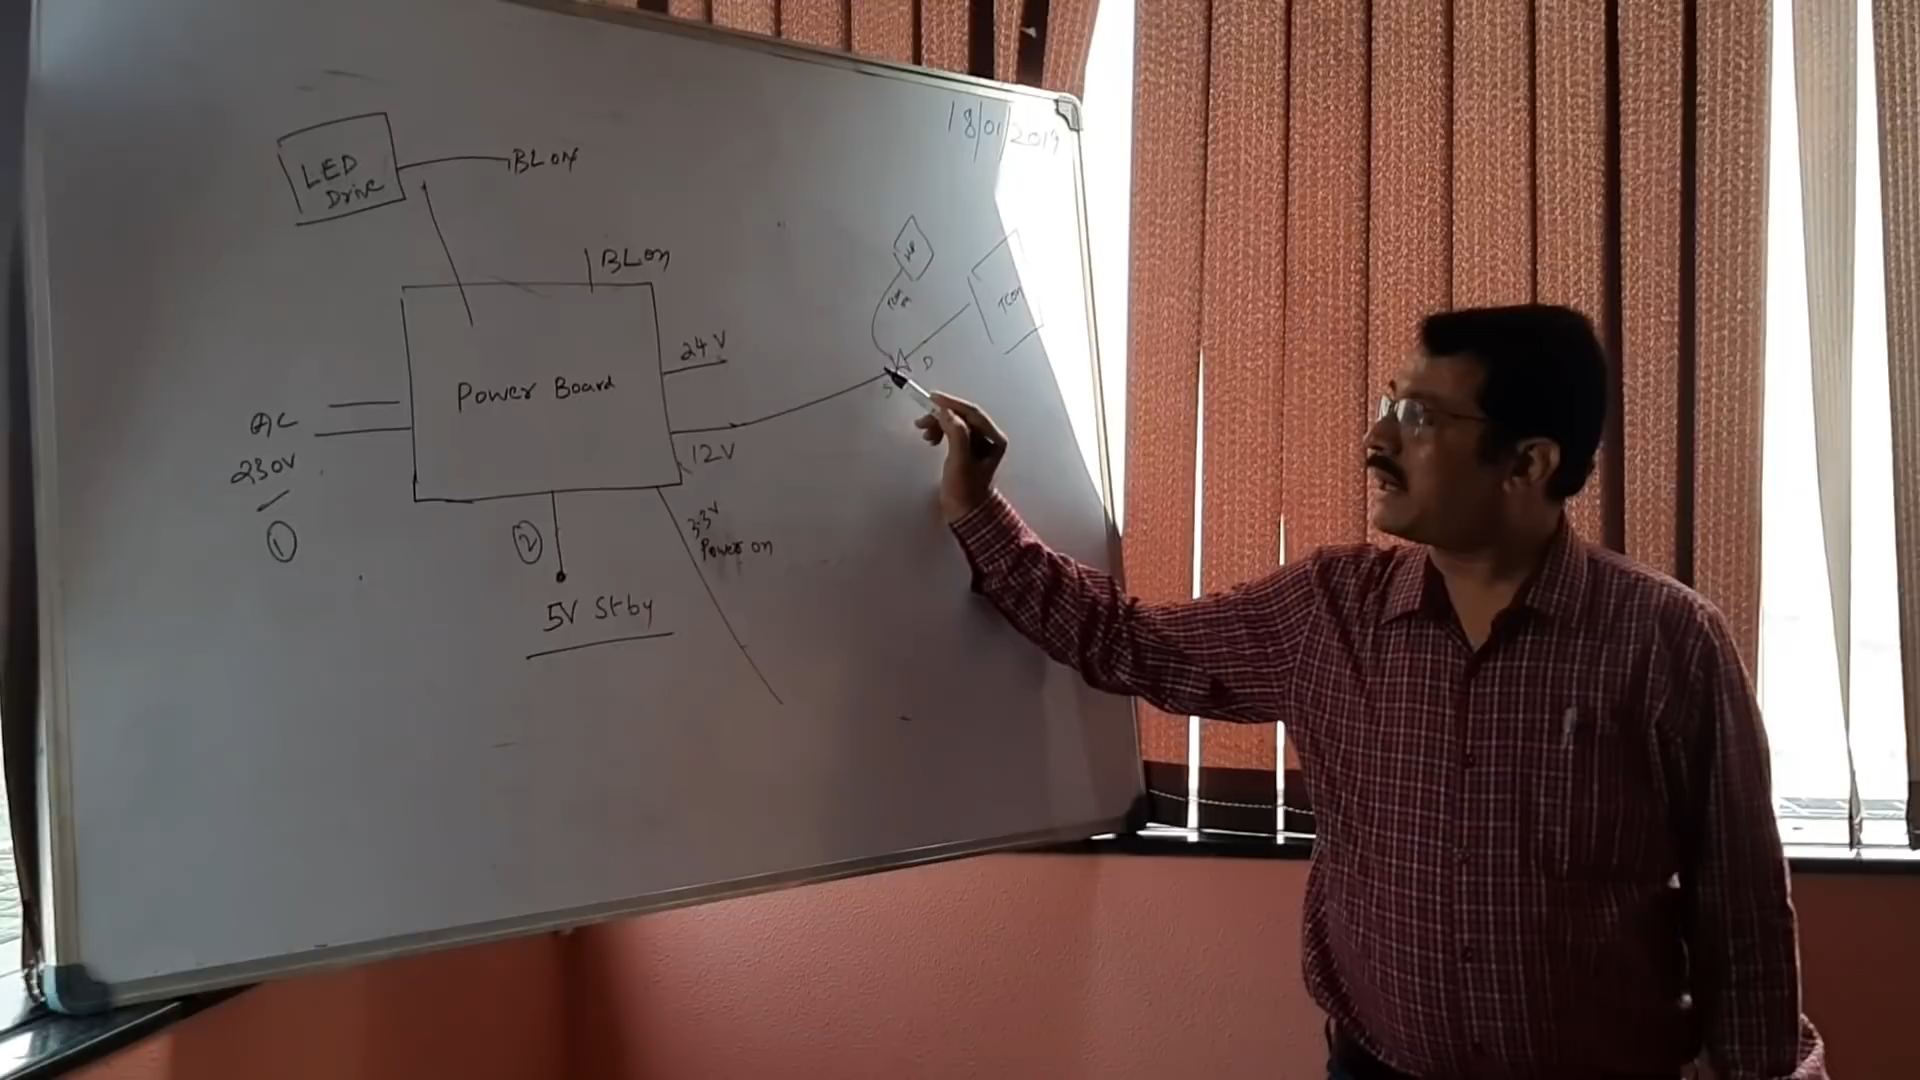 18/01/2019
LED
Drive
BL on
BL on
24V
TCON
D
S
Power Board
AC
230V
12V
1
2
3.3V
Power on
5V Stby